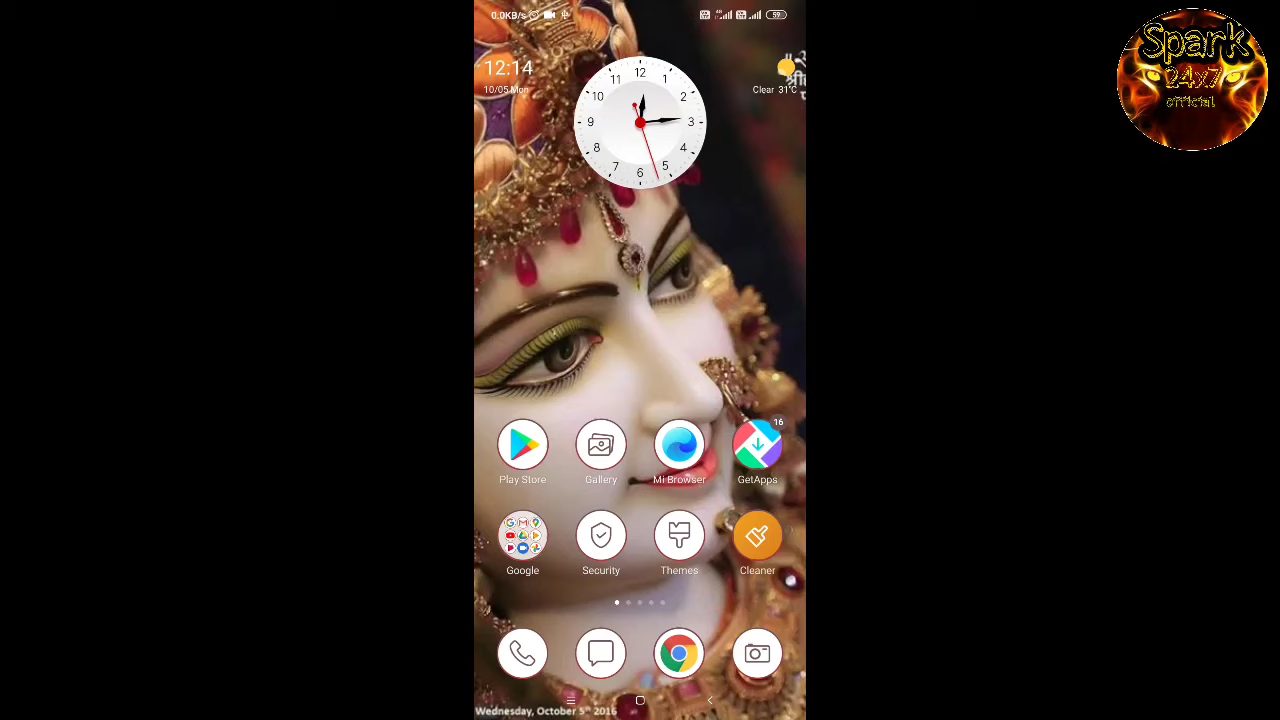 0.0KB/s
59
Spark
24x7
official
12:14
10/05 Mon
Clear 31°C
12
1
2
3
4
5
6
7
8
9
10
11
16
Play Store
Gallery
Mi Browser
GetApps
Google
Security
Themes
Cleaner
Wednesday, October 5th 2016